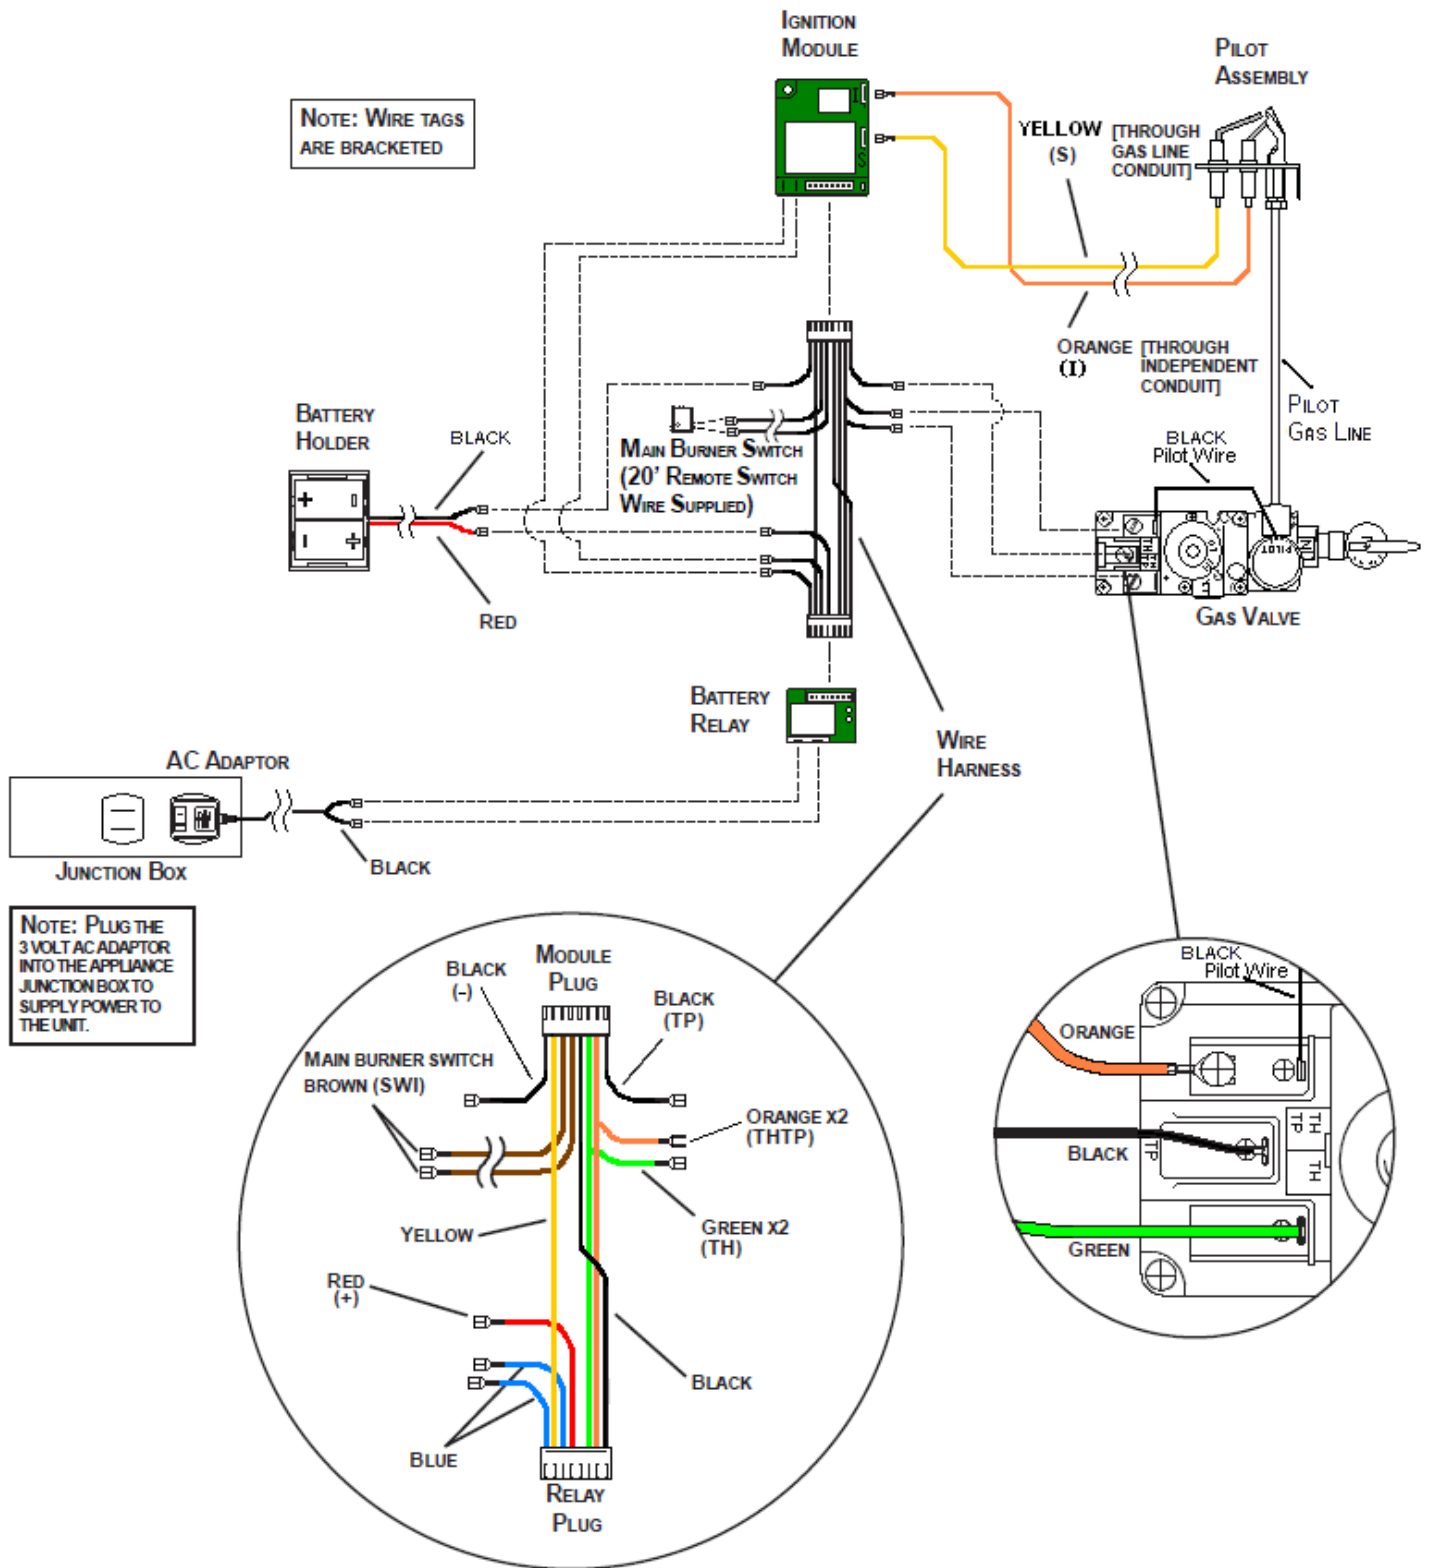 IGNITION
MODULE
PILOT
ASSEMBLY
NOTE: WIRE TAGS
ARE BRACKETED
I
S
YELLOW
(S)
[THROUGH
GAS LINE
CONDUIT]
ORANGE
(I)
[THROUGH
INDEPENDENT
CONDUIT]
PILOT
GAS LINE
BATTERY
HOLDER
BLACK
RED
MAIN BURNER SWITCH
(20' REMOTE SWITCH
WIRE SUPPLIED)
BLACK
Pilot Wire
PILOT
GAS VALVE
BATTERY
RELAY
WIRE
HARNESS
AC ADAPTOR
BLACK
JUNCTION BOX
NOTE: PLUG THE
3 VOLT AC ADAPTOR
INTO THE APPLIANCE
JUNCTION BOX TO
SUPPLY POWER TO
THE UNIT.
MODULE
PLUG
BLACK
(–)
BLACK
(TP)
MAIN BURNER SWITCH
BROWN (SWI)
ORANGE X2
(THTP)
YELLOW
GREEN X2
(TH)
RED
(+)
BLACK
BLUE
RELAY
PLUG
BLACK
Pilot Wire
ORANGE
BLACK
GREEN
TP
TH
TP
TH